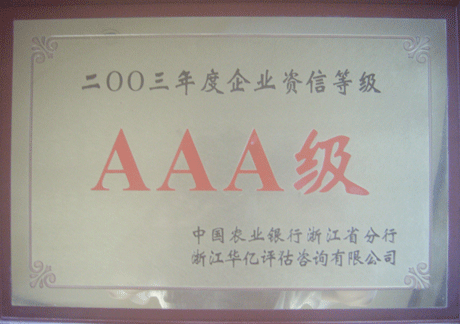 二OO三年度企业资信等级
AAA级
中国农业银行浙江省分行
浙江华亿评估咨询有限公司